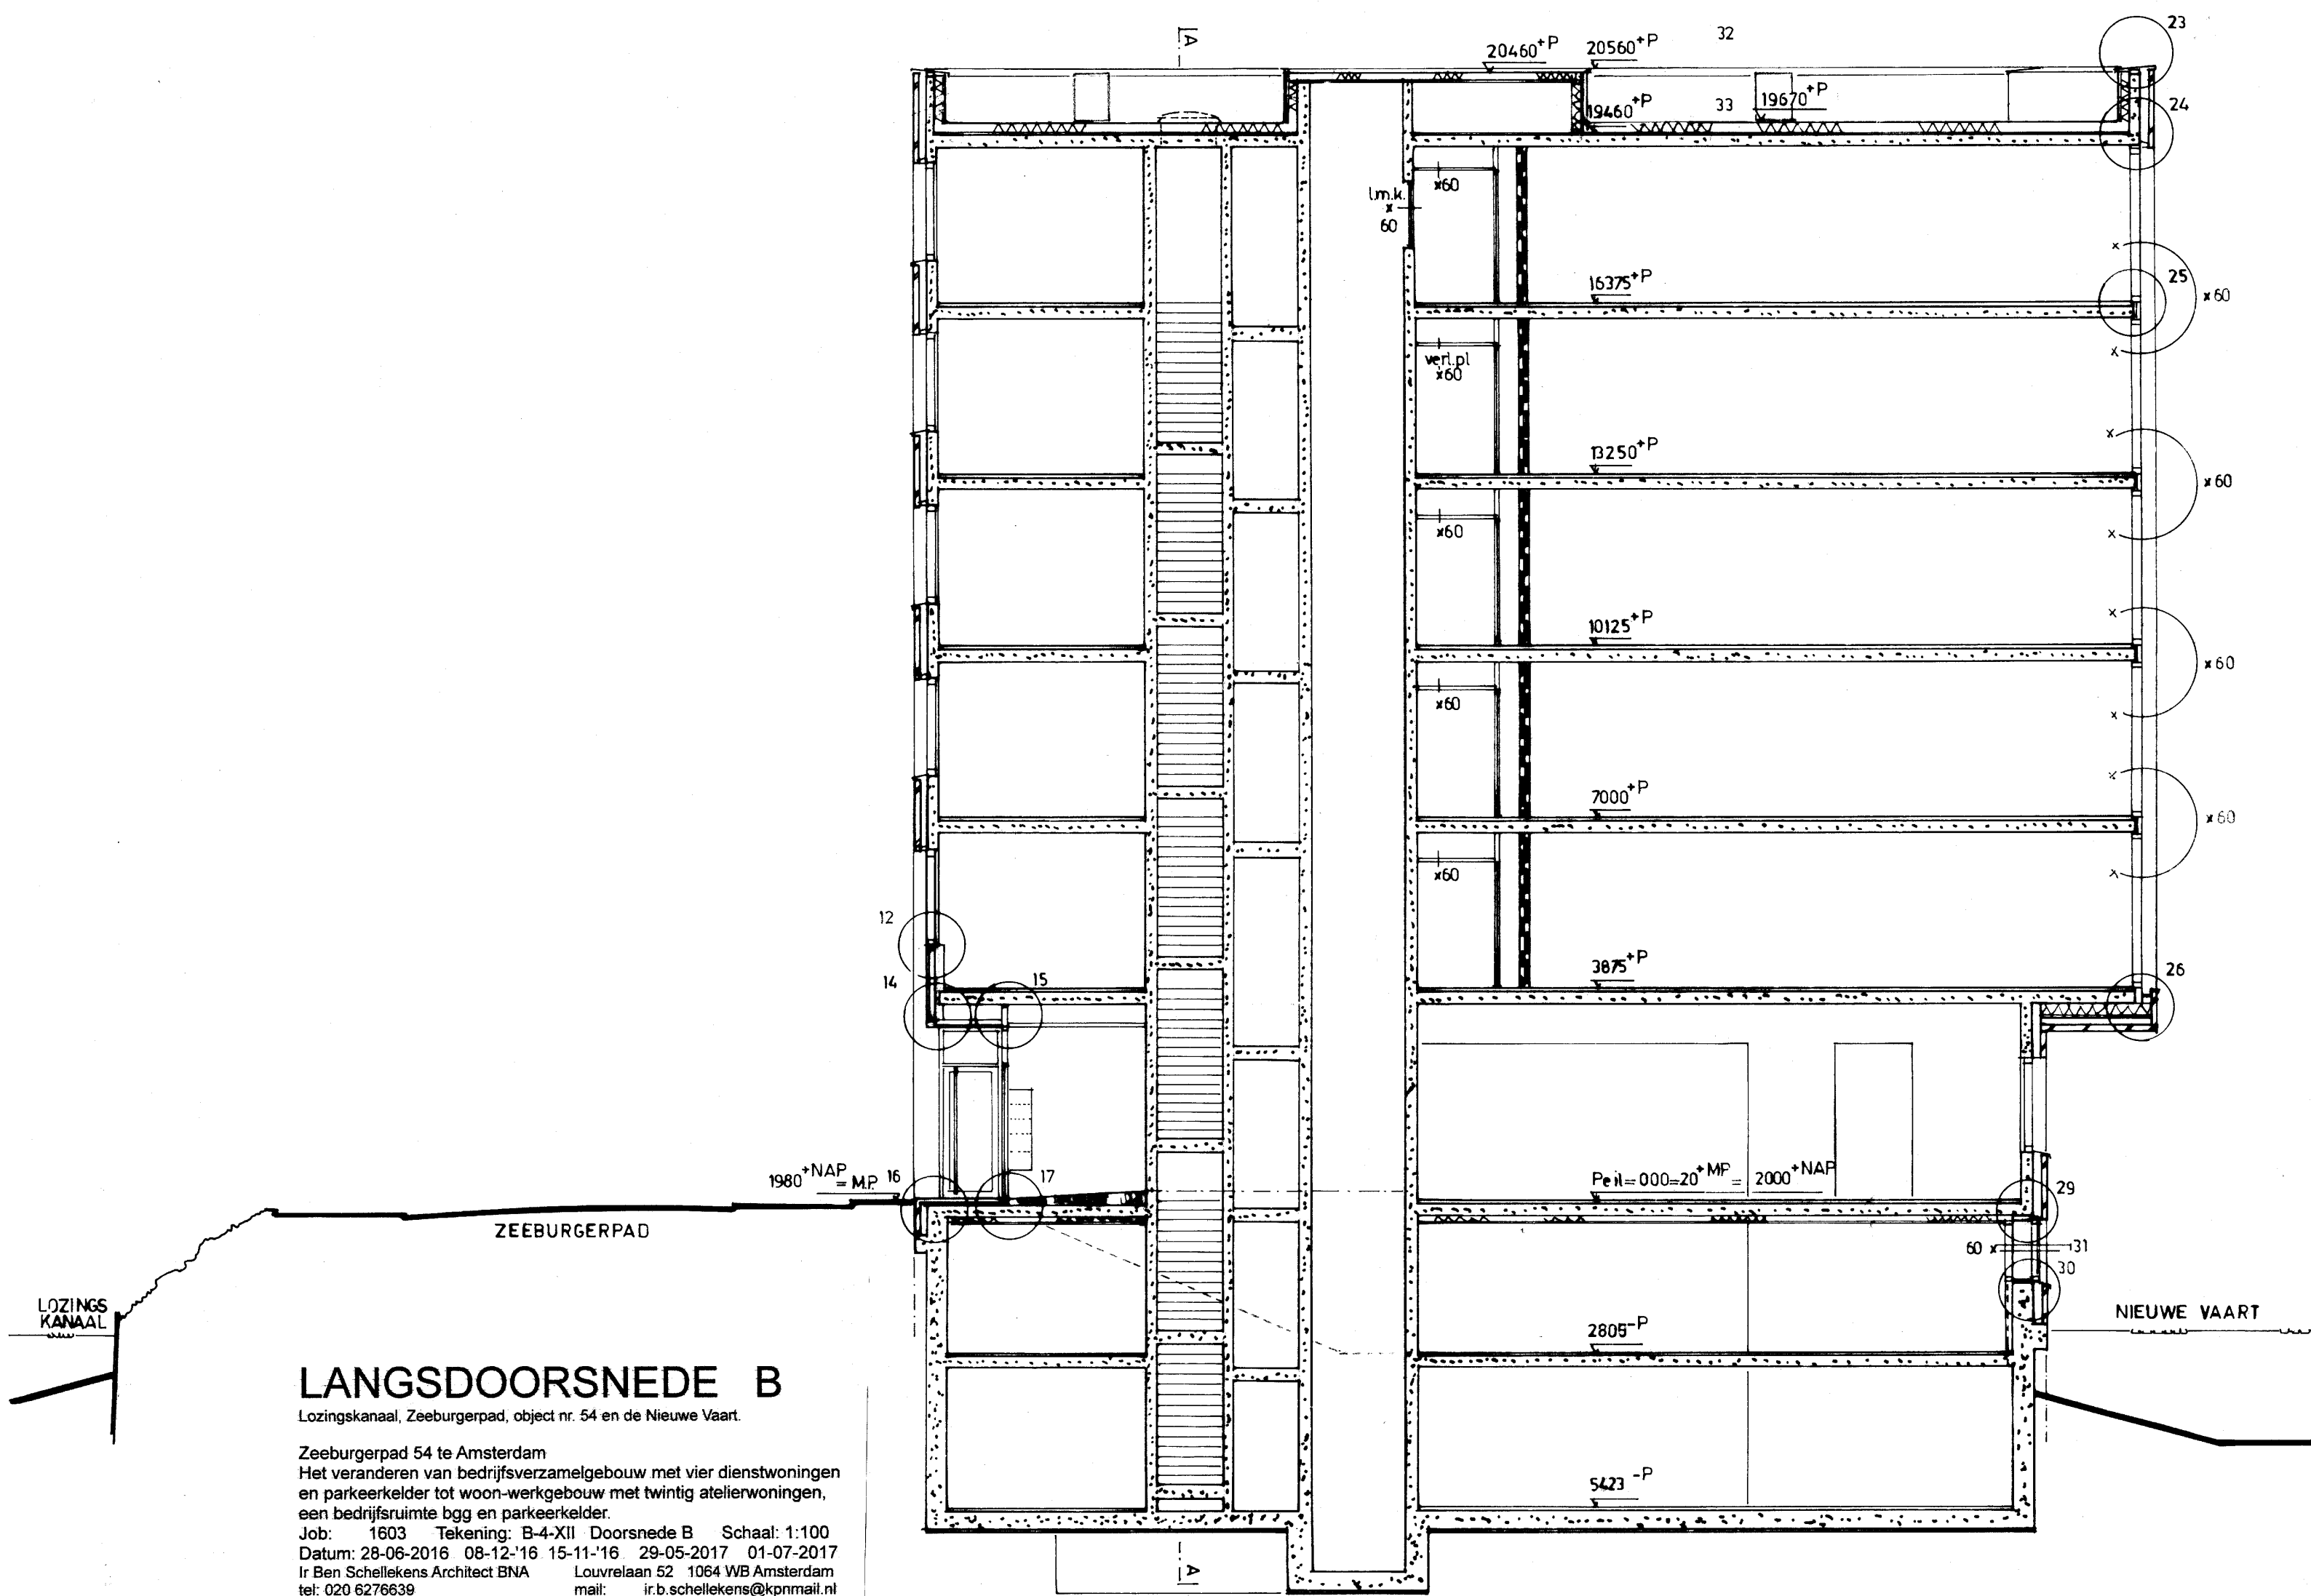 A
20460+P
20560+P
32
23
19460+P
33
19670+P
24
x60
l.m.k.
x
60
x
16375+P
25
x60
x
verl.pl
x60
13250+P
x
x60
x60
x
10125+P
x
x60
x60
x
7000+P
x
x60
x60
x
12
3875+P
14
15
26
1980+NAP = M.P.
16
17
Peil=000=20+MP = 2000+NAP
29
ZEEBURGERPAD
60 x
31
30
LOZINGS
KANAAL
NIEUWE VAART
2805-P
5423-P
A
LANGSDOORSNEDE B
Lozingskanaal, Zeeburgerpad, object nr. 54 en de Nieuwe Vaart.
Zeeburgerpad 54 te Amsterdam
Het veranderen van bedrijfsverzamelgebouw met vier dienstwoningen
en parkeerkelder tot woon-werkgebouw met twintig atelierwoningen,
een bedrijfsruimte bgg en parkeerkelder.
Job: 1603 Tekening: B-4-XII Doorsnede B Schaal: 1:100
Datum: 28-06-2016 08-12-'16 15-11-'16 29-05-2017 01-07-2017
Ir Ben Schellekens Architect BNA Louvrelaan 52 1064 WB Amsterdam
tel: 020 6276639 mail: ir.b.schellekens@kpnmail.nl